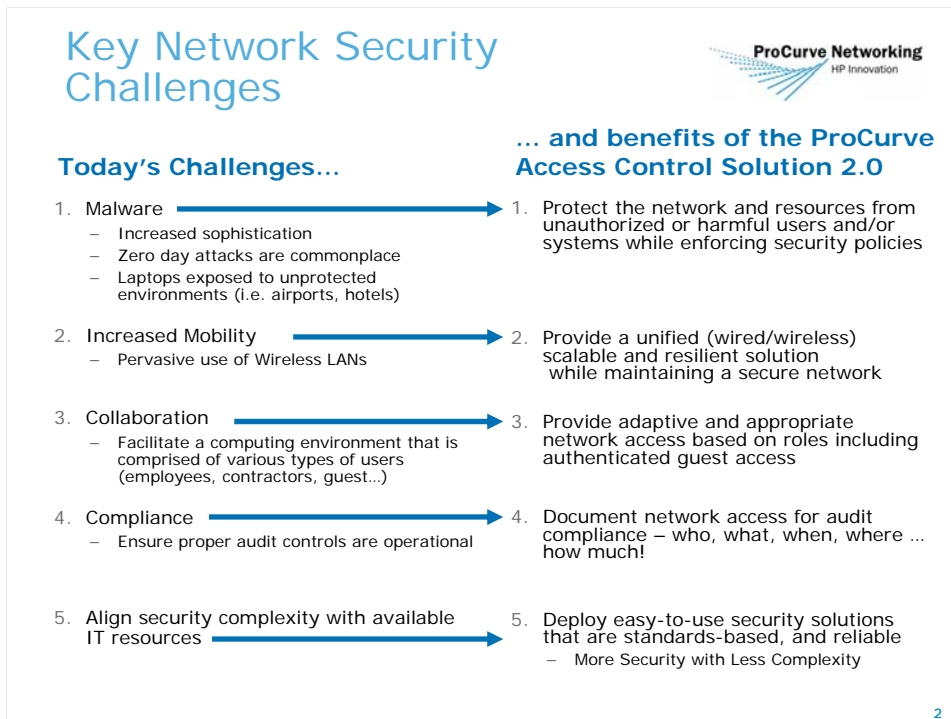 Key Network Security
Challenges
ProCurve Networking
HP Innovation
Today's Challenges...
1. Malware
– Increased sophistication
– Zero day attacks are commonplace
– Laptops exposed to unprotected
environments (i.e. airports, hotels)
2. Increased Mobility
– Pervasive use of Wireless LANs
3. Collaboration
– Facilitate a computing environment that is
comprised of various types of users
(employees, contractors, guest...)
4. Compliance
– Ensure proper audit controls are operational
5. Align security complexity with available
IT resources
... and benefits of the ProCurve
Access Control Solution 2.0
1. Protect the network and resources from
unauthorized or harmful users and/or
systems while enforcing security policies
2. Provide a unified (wired/wireless)
scalable and resilient solution
while maintaining a secure network
3. Provide adaptive and appropriate
network access based on roles including
authenticated guest access
4. Document network access for audit
compliance – who, what, when, where ...
how much!
5. Deploy easy-to-use security solutions
that are standards-based, and reliable
– More Security with Less Complexity
2